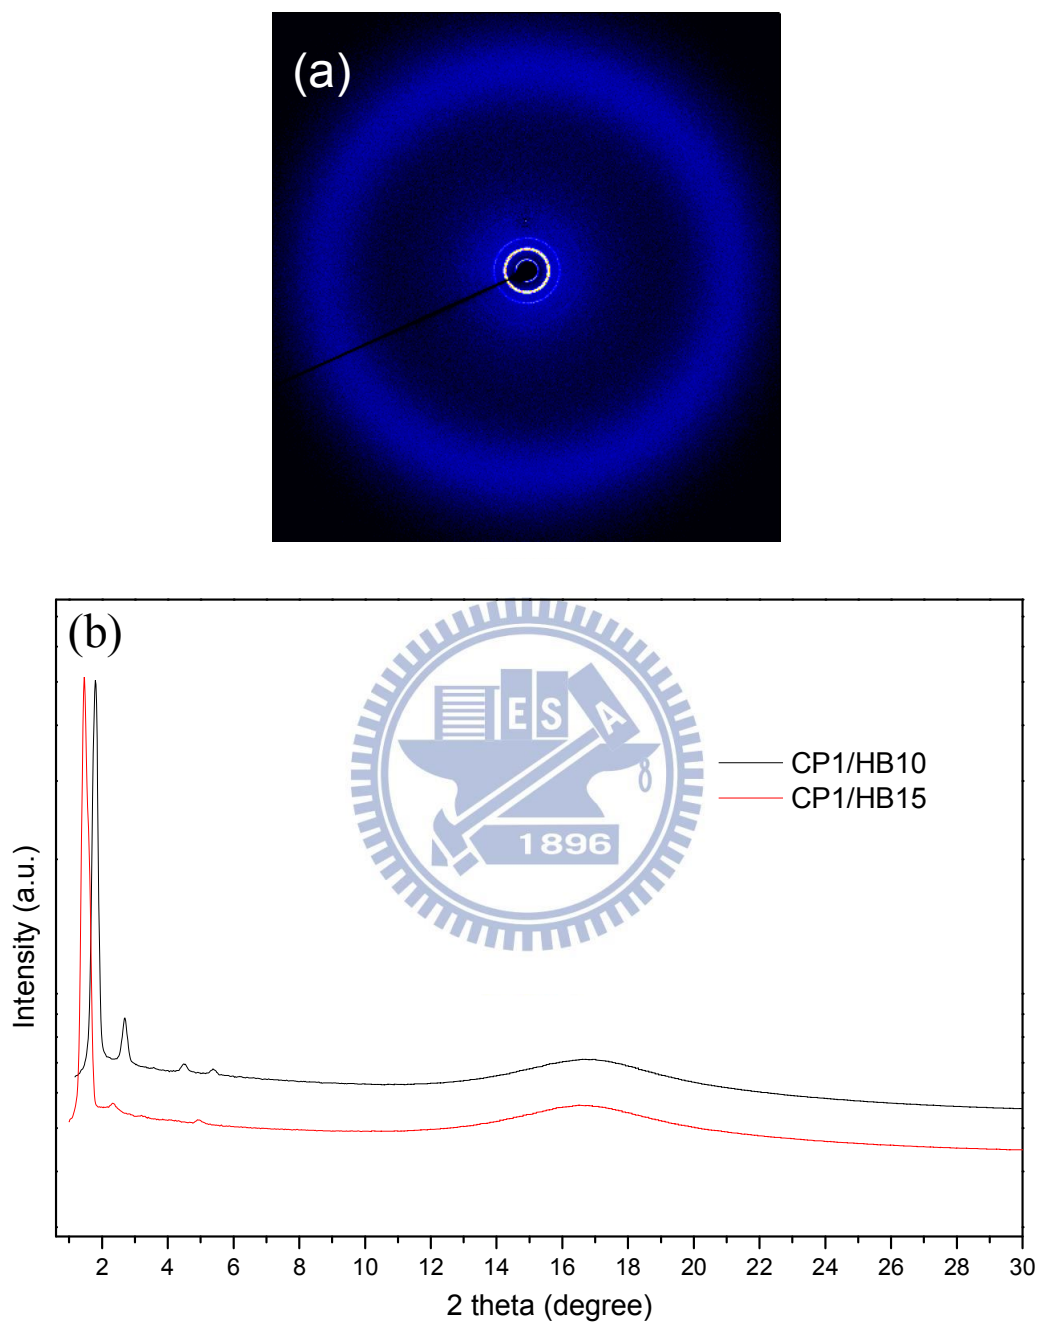 (a)
(b)
E S A
1896
CP1/HB10
CP1/HB15
Intensity (a.u.)
2 4 6 8 10 12 14 16 18 20 22 24 26 28 30
2 theta (degree)